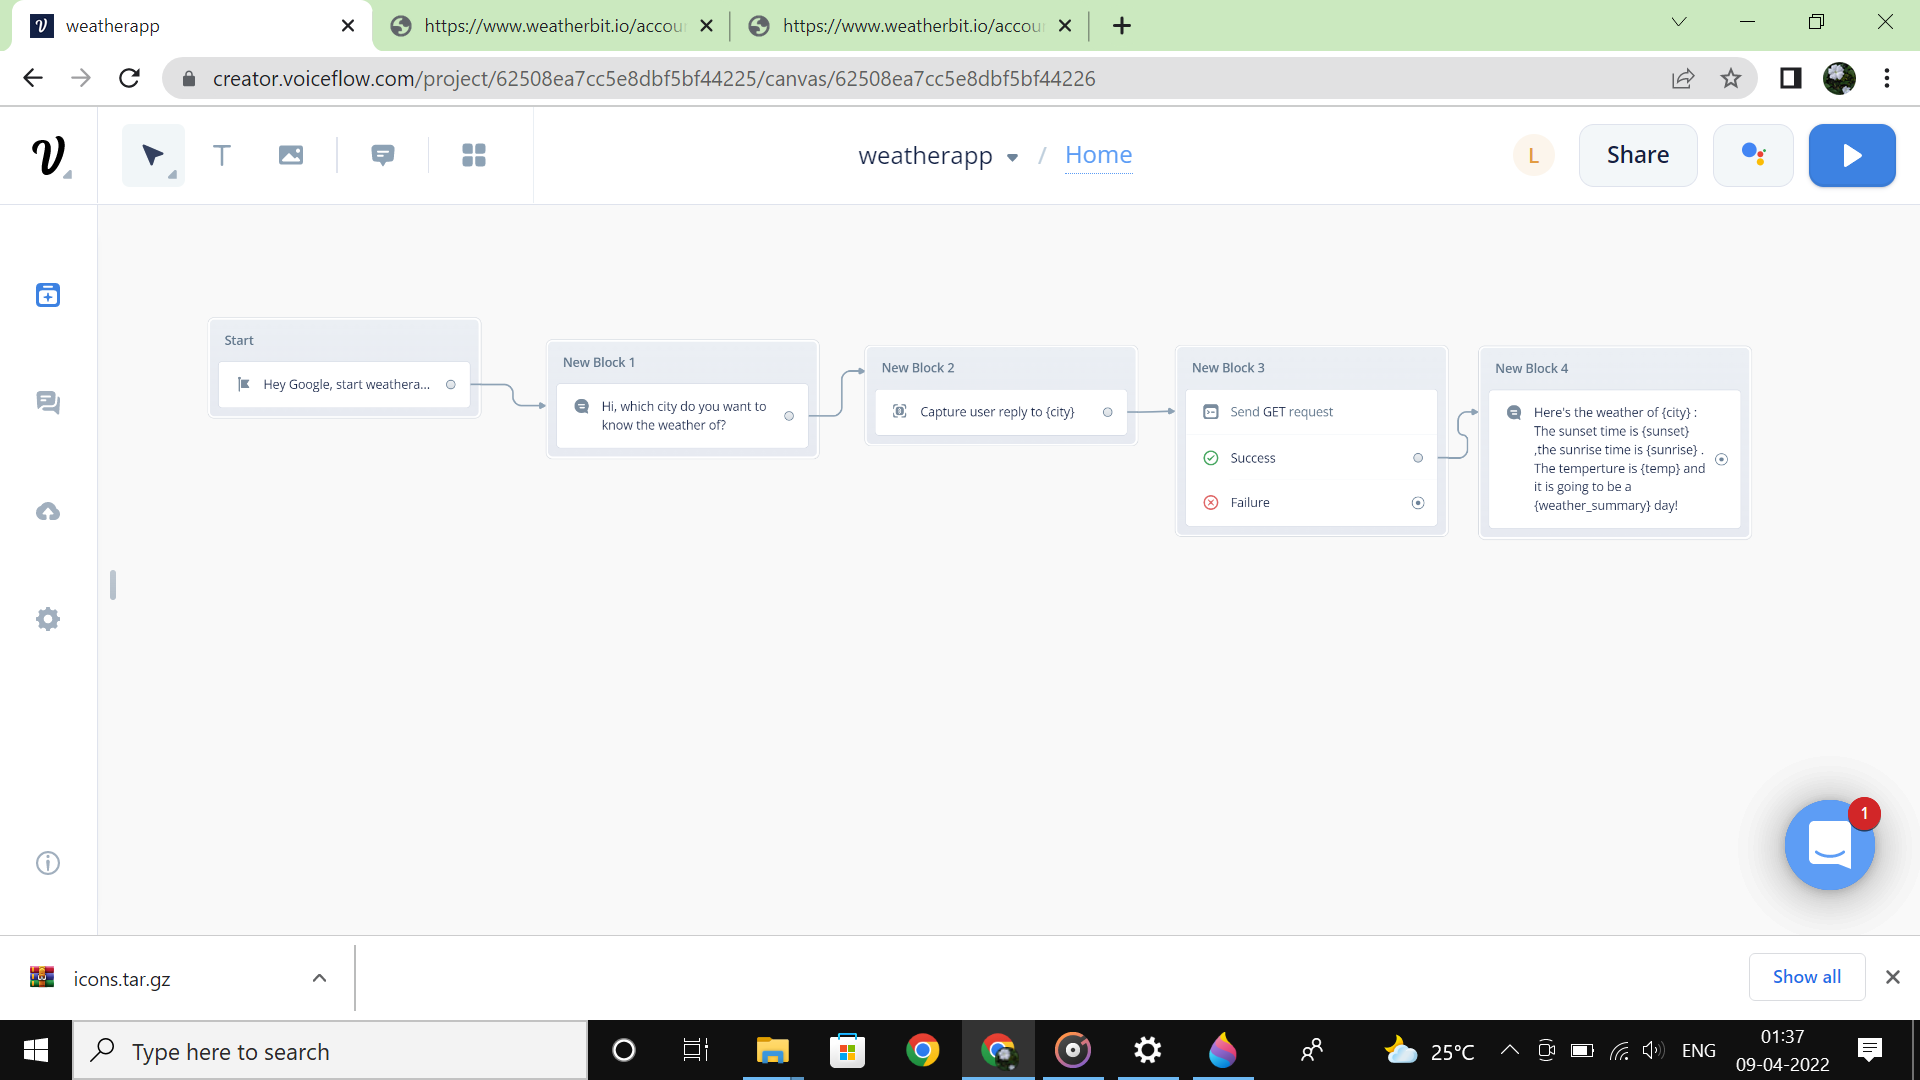 weatherapp
https://www.weatherbit.io/accou
https://www.weatherbit.io/accou
creator.voiceflow.com/project/62508ea7cc5e8dbf5bf44225/canvas/62508ea7cc5e8dbf5bf44226
T
weatherapp / Home
L
Share
Start
Hey Google, start weathera...
New Block 1
Hi, which city do you want to
know the weather of?
New Block 2
Capture user reply to {city}
New Block 3
Send GET request
Success
Failure
New Block 4
Here's the weather of {city} :
The sunset time is {sunset}
,the sunrise time is {sunrise} .
The temperture is {temp} and
it is going to be a
{weather_summary} day!
1
icons.tar.gz
Show all
Type here to search
25°C
ENG
01:37
09-04-2022